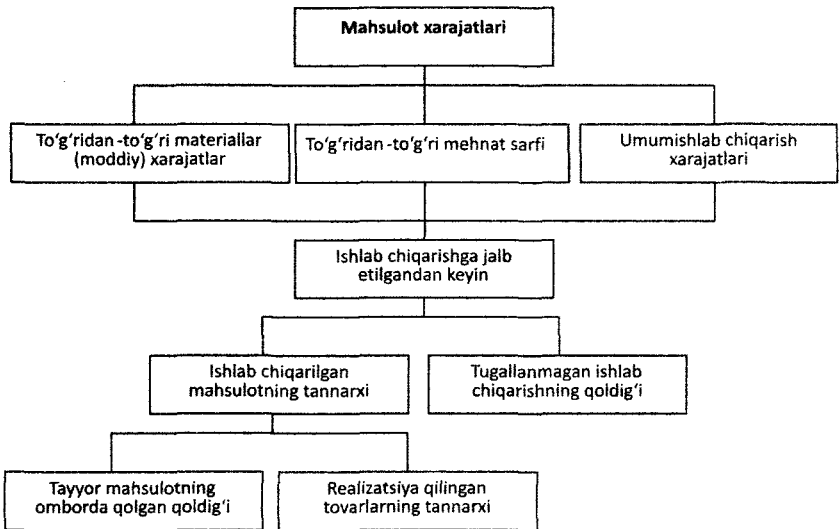 Mahsulot xarajatlari
To‘g‘ridan-to‘g‘ri materiallar
(moddiy) xarajatlar
To‘g‘ridan-to‘g‘ri mehnat sarfi
Umumishlab chiqarish
xarajatlari
Ishlab chiqarishga jalb
etilgandan keyin
Ishlab chiqarilgan
mahsulotning tannarxi
Tugallanmagan ishlab
chiqarishning qoldig‘i
Tayyor mahsulotning
omborda qolgan qoldig‘i
Realizatsiya qilingan
tovarlarning tannarxi